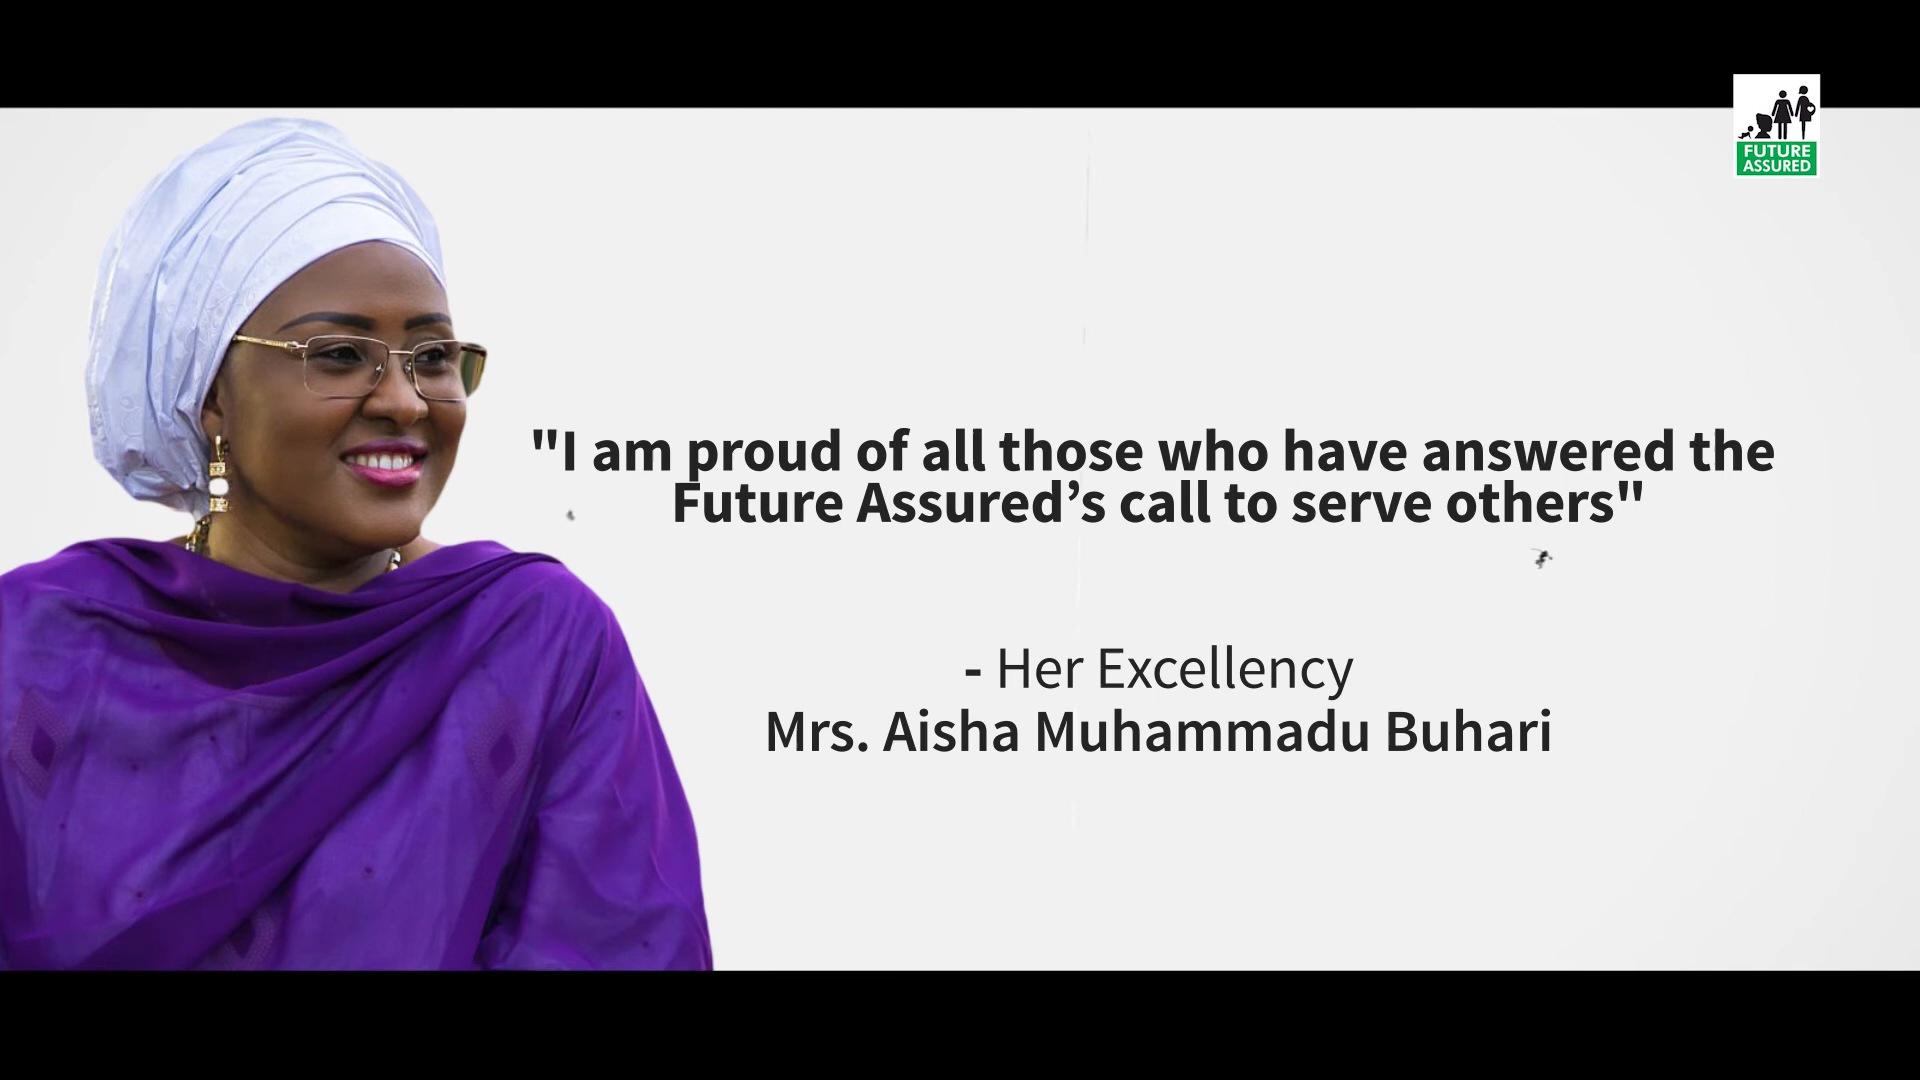 FUTURE
ASSURED
"I am proud of all those who have answered the
Future Assured’s call to serve others"
- Her Excellency
Mrs. Aisha Muhammadu Buhari